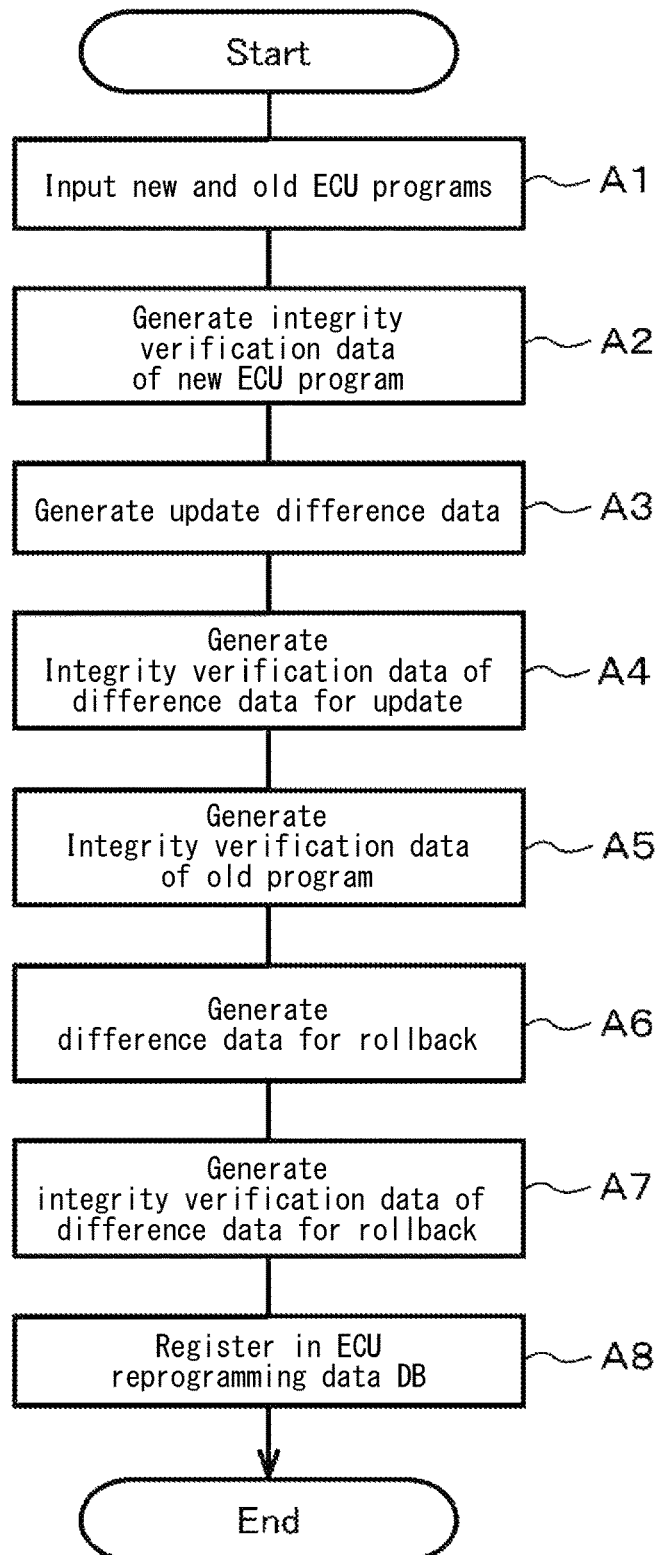 Start
Input new and old ECU programs
A1
Generate integrity
verification data
of new ECU program
A2
Generate update difference data
A3
Generate
Integrity verification data of
difference data for update
A4
Generate
Integrity verification data
of old program
A5
Generate
difference data for rollback
A6
Generate
integrity verification data of
difference data for rollback
A7
Register in ECU
reprogramming data DB
A8
End